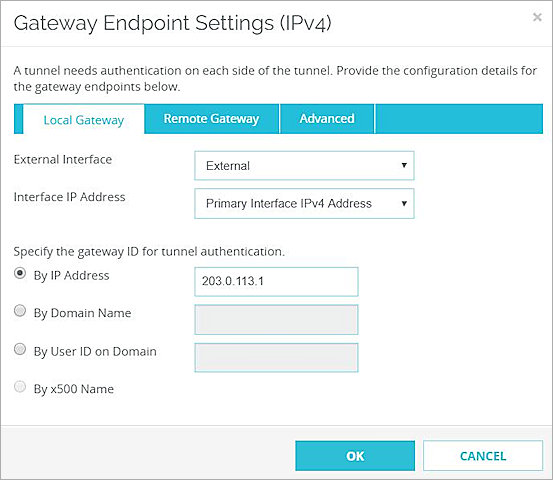 Gateway Endpoint Settings (IPv4)
×
A tunnel needs authentication on each side of the tunnel. Provide the configuration details for
the gateway endpoints below.
Local Gateway
Remote Gateway
Advanced
External Interface
External
Interface IP Address
Primary Interface IPv4 Address
Specify the gateway ID for tunnel authentication.
By IP Address
203.0.113.1
By Domain Name
By User ID on Domain
By x500 Name
OK
CANCEL